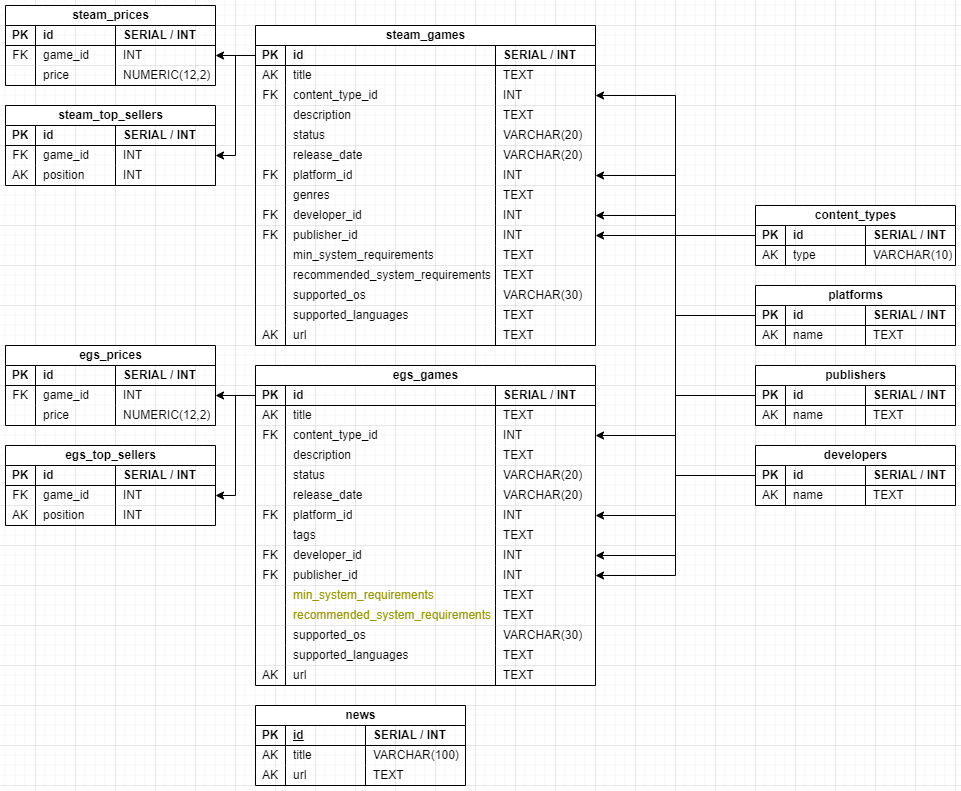 steam_prices
PK id SERIAL / INT
FK game_id INT
price NUMERIC(12,2)
steam_top_sellers
PK id SERIAL / INT
FK game_id INT
AK position INT
steam_games
PK id SERIAL / INT
AK title TEXT
FK content_type_id INT
description TEXT
status VARCHAR(20)
release_date VARCHAR(20)
FK platform_id INT
genres TEXT
FK developer_id INT
FK publisher_id INT
min_system_requirements TEXT
recommended_system_requirements TEXT
supported_os VARCHAR(30)
supported_languages TEXT
AK url TEXT
content_types
PK id SERIAL / INT
AK type VARCHAR(10)
platforms
PK id SERIAL / INT
AK name TEXT
publishers
PK id SERIAL / INT
AK name TEXT
developers
PK id SERIAL / INT
AK name TEXT
egs_prices
PK id SERIAL / INT
FK game_id INT
price NUMERIC(12,2)
egs_top_sellers
PK id SERIAL / INT
FK game_id INT
AK position INT
egs_games
PK id SERIAL / INT
AK title TEXT
FK content_type_id INT
description TEXT
status VARCHAR(20)
release_date VARCHAR(20)
FK platform_id INT
tags TEXT
FK developer_id INT
FK publisher_id INT
min_system_requirements TEXT
recommended_system_requirements TEXT
supported_os VARCHAR(30)
supported_languages TEXT
AK url TEXT
news
PK id SERIAL / INT
AK title VARCHAR(100)
AK url TEXT